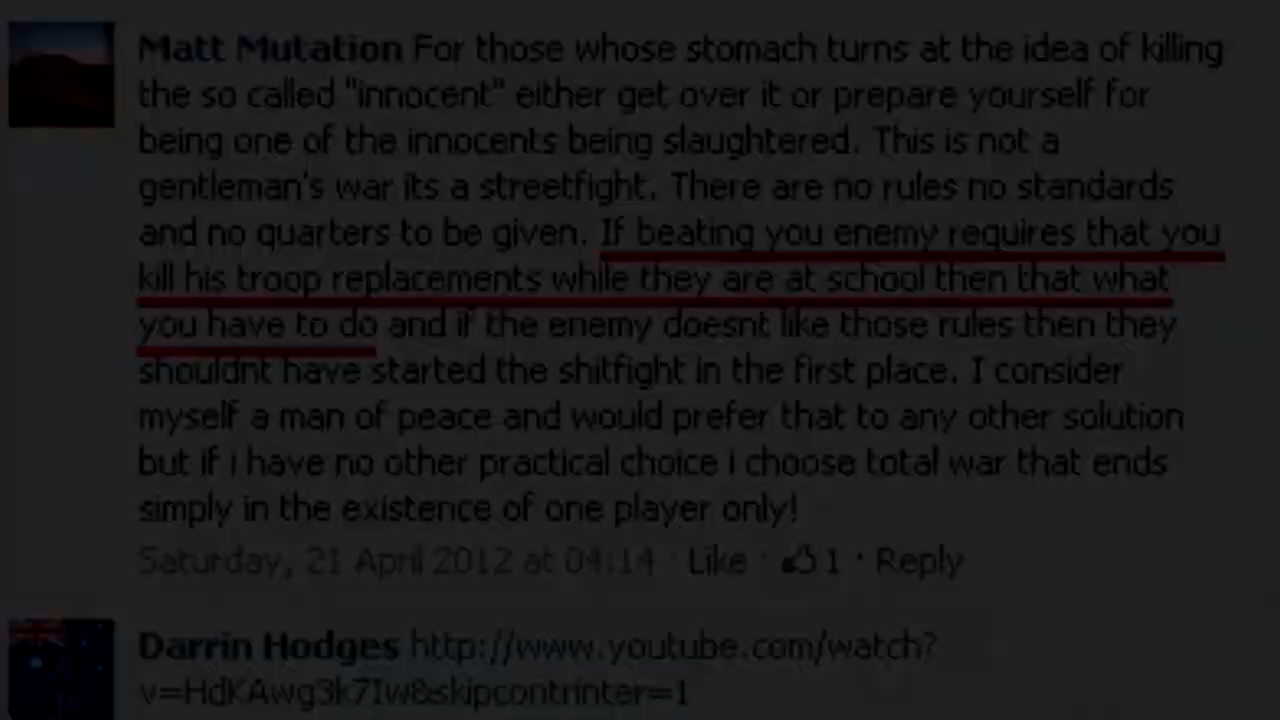 Matt Mutation For those whose stomach turns at the idea of killing
the so called "innocent" either get over it or prepare yourself for
being one of the innocents being slaughtered. This is not a
gentleman's war its a streetfight. There are no rules no standards
and no quarters to be given. If beating you enemy requires that you
kill his troop replacements while they are at school then that what
you have to do and if the enemy doesnt like those rules then they
shouldnt have started the shitfight in the first place. I consider
myself a man of peace and would prefer that to any other solution
but if i have no other practical choice i choose total war that ends
simply in the existence of one player only!
Saturday, 21 April 2012 at 04:14 · Like · 1 · Reply
Darrin Hodges http://www.youtube.com/watch?
v=HdKAwg3k7Iw&skipcontrinter=1